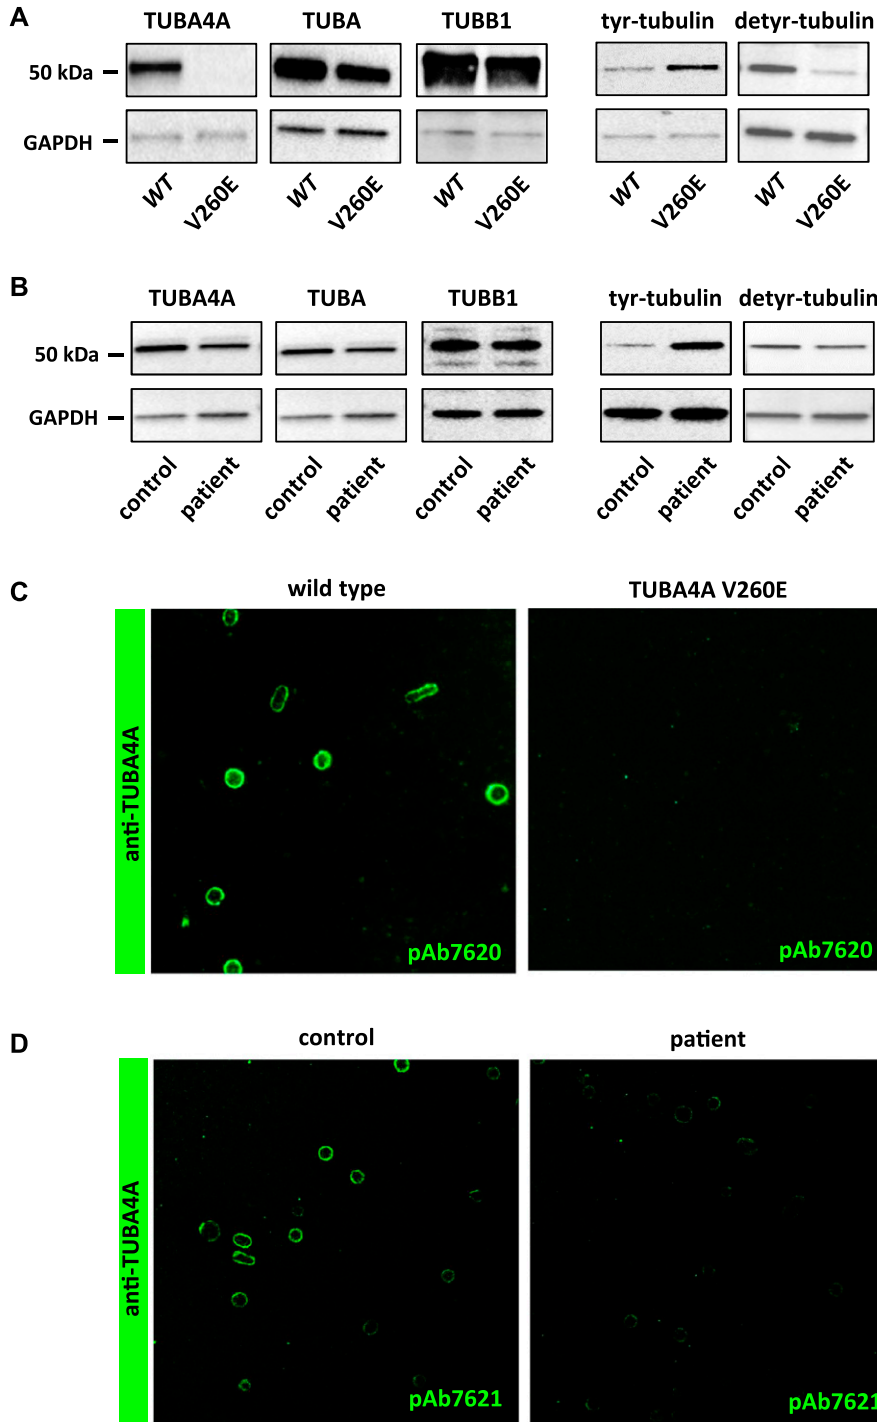 A
TUBA4A TUBA TUBB1 tyr-tubulin detyr-tubulin
50 kDa
GAPDH
WT V260E WT V260E WT V260E WT V260E WT V260E
B
TUBA4A TUBA TUBB1 tyr-tubulin detyr-tubulin
50 kDa
GAPDH
control patient control patient control patient control patient control patient
C
wild type TUBA4A V260E
anti-TUBA4A
pAb7620 pAb7620
D
control patient
anti-TUBA4A
pAb7621 pAb7621